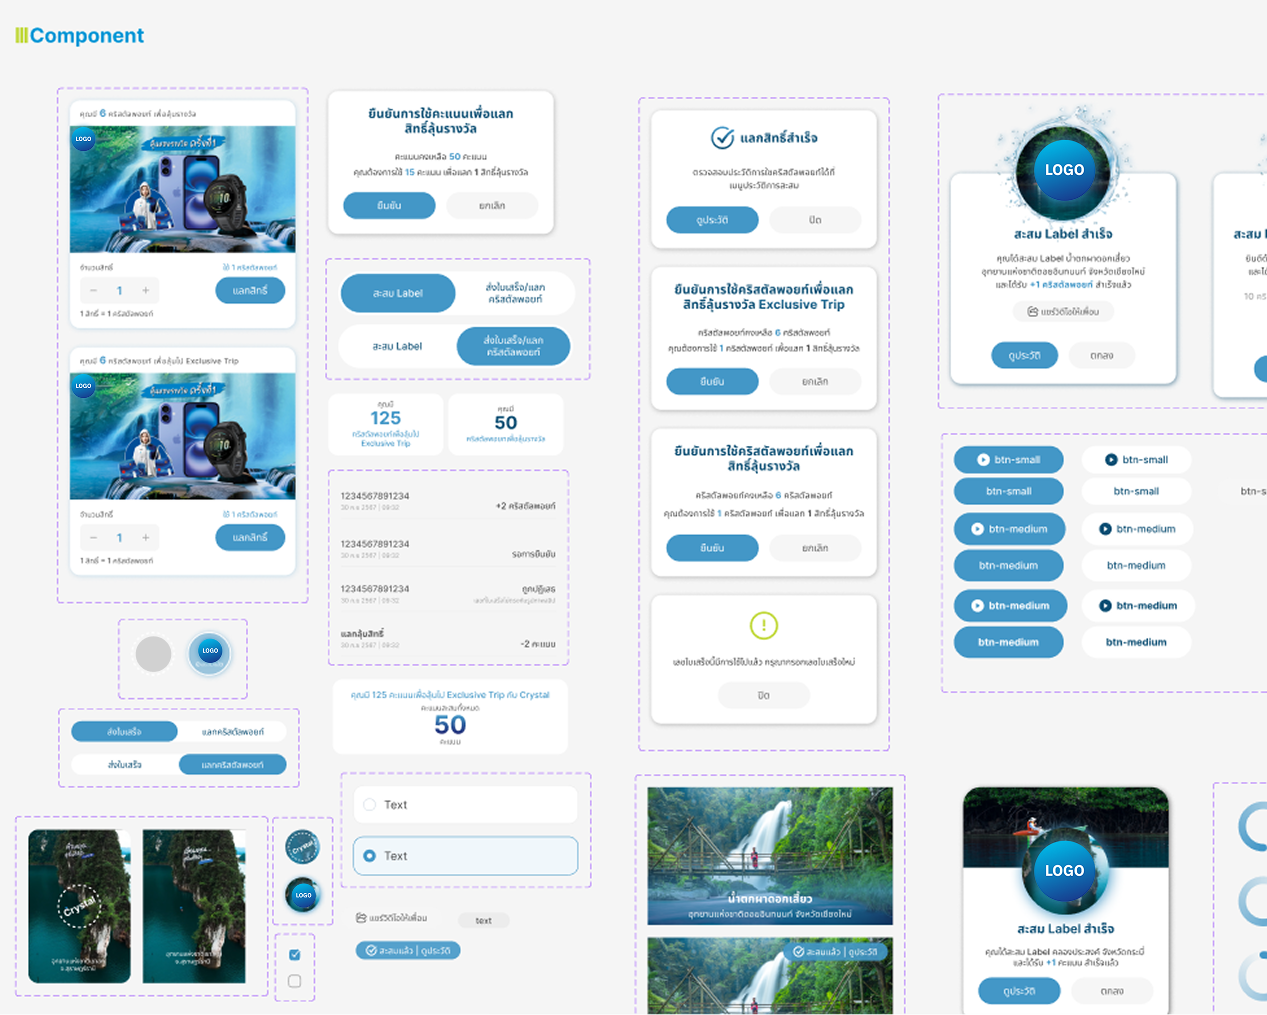 Component
คุณมี 6 คริสตัลพอยท์ เพื่อลุ้นรางวัล
LOGO
ลุ้นของรางวัล ครั้งที่ 1
จำนวนสิทธิ์
ใช้ 1 คริสตัลพอยท์
− 1 +
แลกสิทธิ์
1 สิทธิ์ = 1 คริสตัลพอยท์
คุณมี 6 คริสตัลพอยท์ เพื่อลุ้นไป Exclusive Trip
LOGO
ลุ้นของรางวัล ครั้งที่ 1
จำนวนสิทธิ์
ใช้ 1 คริสตัลพอยท์
− 1 +
แลกสิทธิ์
1 สิทธิ์ = 1 คริสตัลพอยท์
LOGO
ส่งใบเสร็จ
แลกคริสตัลพอยท์
ส่งใบเสร็จ
แลกคริสตัลพอยท์
Crystal
Crystal
LOGO
ยืนยันการใช้คะแนนเพื่อแลก
สิทธิ์ลุ้นรางวัล
คะแนนคงเหลือ 50 คะแนน
คุณต้องการใช้ 15 คะแนน เพื่อแลก 1 สิทธิ์ลุ้นรางวัล
ยืนยัน
ยกเลิก
สะสม Label
ส่งใบเสร็จ/แลก
คริสตัลพอยท์
สะสม Label
ส่งใบเสร็จ/แลก
คริสตัลพอยท์
คุณมี
125
คริสตัลพอยท์เพื่อลุ้นไป
Exclusive Trip
คุณมี
50
คริสตัลพอยท์เพื่อลุ้นรางวัล
1234567891234
30 ก.ย 2567 | 09:32
+2 คริสตัลพอยท์
1234567891234
30 ก.ย 2567 | 09:32
รอการยืนยัน
1234567891234
30 ก.ย 2567 | 09:32
ถูกปฏิเสธ
แลกลุ้นสิทธิ์
30 ก.ย 2567 | 09:32
-2 คะแนน
คุณมี 125 คะแนนเพื่อลุ้นไป Exclusive Trip กับ Crystal
คะแนนสะสมทั้งหมด
50
คะแนน
Text
Text
แชร์วิดีโอให้เพื่อน
text
สะสมแล้ว | ดูประวัติ
แลกสิทธิ์สำเร็จ
ตรวจสอบประวัติการใช้คริสตัลพอยท์ได้ที่
เมนูประวัติการสะสม
ดูประวัติ
ปิด
ยืนยันการใช้คริสตัลพอยท์เพื่อแลก
สิทธิ์ลุ้นรางวัล Exclusive Trip
คริสตัลพอยท์คงเหลือ 6 คริสตัลพอยท์
คุณต้องการใช้ 1 คริสตัลพอยท์ เพื่อแลก 1 สิทธิ์ลุ้นรางวัล
ยืนยัน
ยกเลิก
ยืนยันการใช้คริสตัลพอยท์เพื่อแลก
สิทธิ์ลุ้นรางวัล
คริสตัลพอยท์คงเหลือ 6 คริสตัลพอยท์
คุณต้องการใช้ 1 คริสตัลพอยท์ เพื่อแลก 1 สิทธิ์ลุ้นรางวัล
ยืนยัน
ยกเลิก
เลขใบเสร็จนี้มีการใช้ไปแล้ว กรุณากรอกเลขใบเสร็จใหม่
ปิด
น้ำตกผาดอกเสี้ยว
อุทยานแห่งชาติดอยอินทนนท์ จังหวัดเชียงใหม่
สะสมแล้ว | ดูประวัติ
LOGO
สะสม Label สำเร็จ
คุณได้สะสม Label น้ำตกผาดอกเสี้ยว
อุทยานแห่งชาติดอยอินทนนท์ จังหวัดเชียงใหม่
และได้รับ +1 คริสตัลพอยท์ สำเร็จแล้ว
แชร์วิดีโอให้เพื่อน
ดูประวัติ
ตกลง
btn-small
btn-small
btn-small
btn-small
btn-s
btn-medium
btn-medium
btn-medium
btn-medium
btn-medium
btn-medium
btn-medium
btn-medium
LOGO
สะสม Label สำเร็จ
คุณได้สะสม Label คลองประสงค์ จังหวัดกระบี่
และได้รับ +1 คะแนน สำเร็จแล้ว
ดูประวัติ
ตกลง
สะสม L
10 คริ